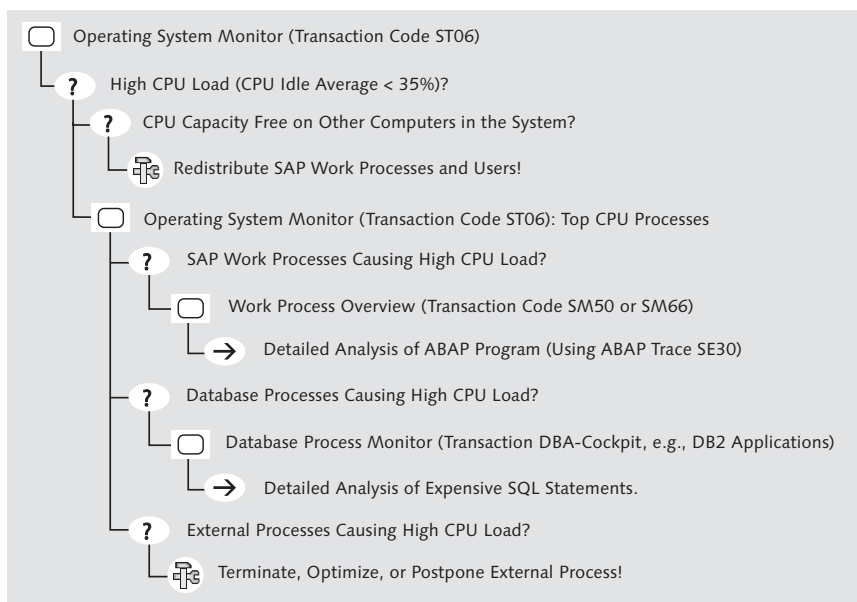 Operating System Monitor (Transaction Code ST06)
? High CPU Load (CPU Idle Average < 35%)?
? CPU Capacity Free on Other Computers in the System?
Redistribute SAP Work Processes and Users!
Operating System Monitor (Transaction Code ST06): Top CPU Processes
? SAP Work Processes Causing High CPU Load?
Work Process Overview (Transaction Code SM50 or SM66)
Detailed Analysis of ABAP Program (Using ABAP Trace SE30)
? Database Processes Causing High CPU Load?
Database Process Monitor (Transaction DBA-Cockpit, e.g., DB2 Applications)
Detailed Analysis of Expensive SQL Statements.
? External Processes Causing High CPU Load?
Terminate, Optimize, or Postpone External Process!